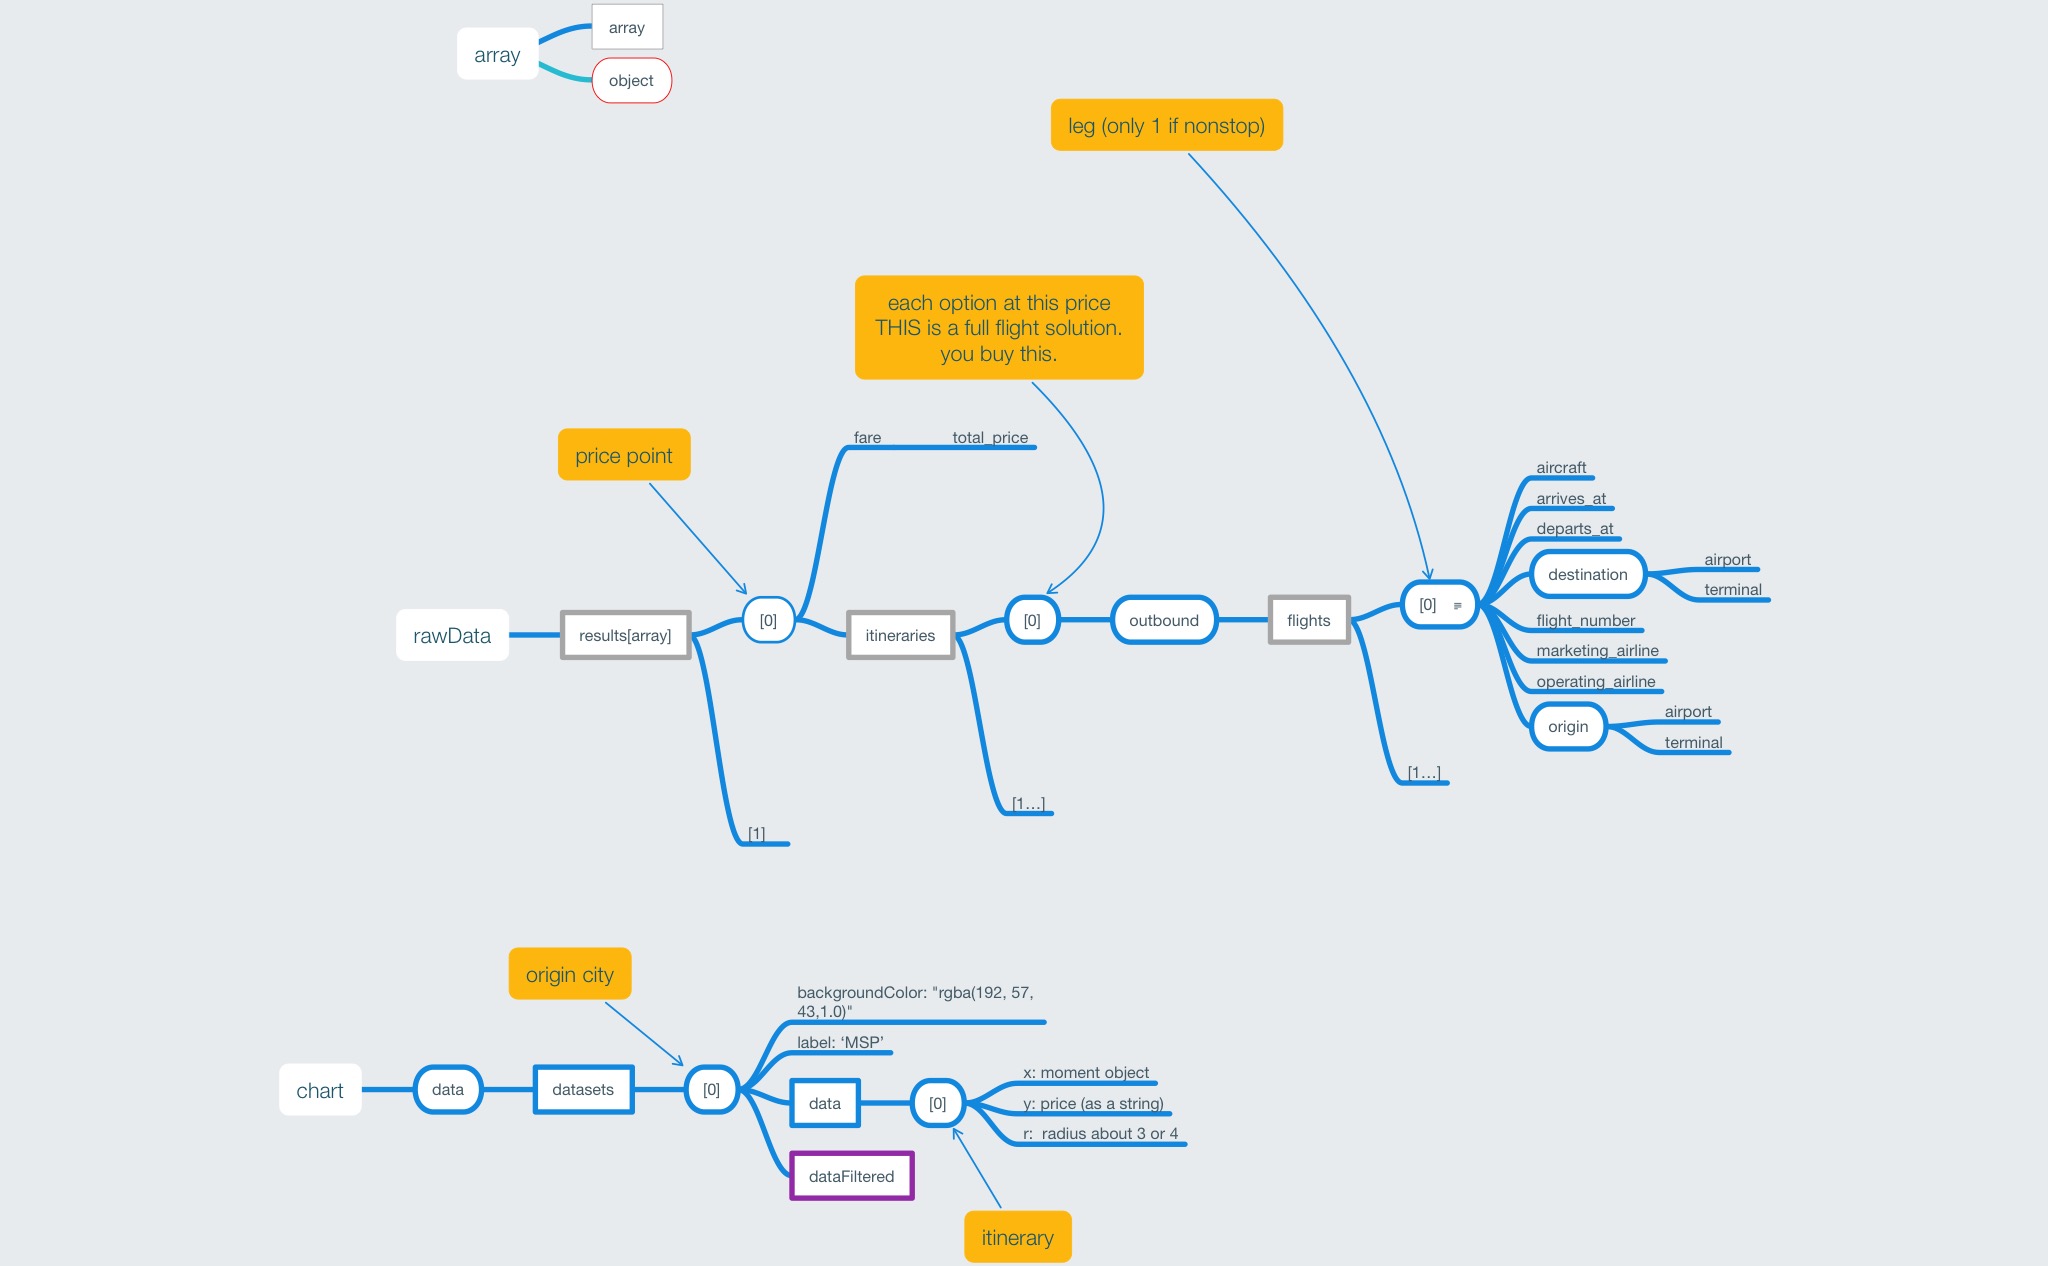 array
array
object
leg (only 1 if nonstop)
each option at this price
THIS is a full flight solution.
you buy this.
price point
fare
total_price
rawData
results[array]
[0]
itineraries
[0]
outbound
flights
[0]
aircraft
arrives_at
departs_at
destination
airport
terminal
flight_number
marketing_airline
operating_airline
origin
airport
terminal
[1...]
[1...]
[1]
origin city
chart
data
datasets
[0]
backgroundColor: "rgba(192, 57,
43,1.0)"
label: ‘MSP’
data
[0]
x: moment object
y: price (as a string)
r:  radius about 3 or 4
dataFiltered
itinerary